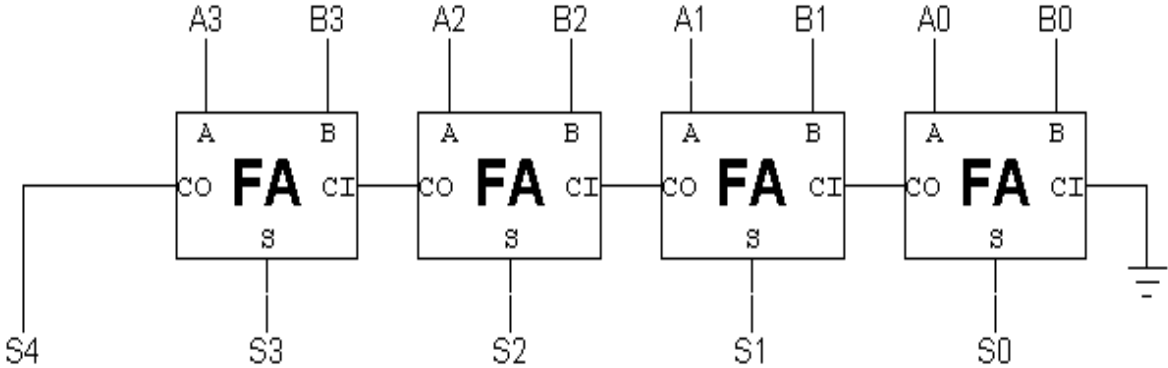 A3 B3 A2 B2 A1 B1 A0 B0
A B A B A B A B
CO FA CI CO FA CI CO FA CI CO FA CI
S S S S
S4 S3 S2 S1 S0